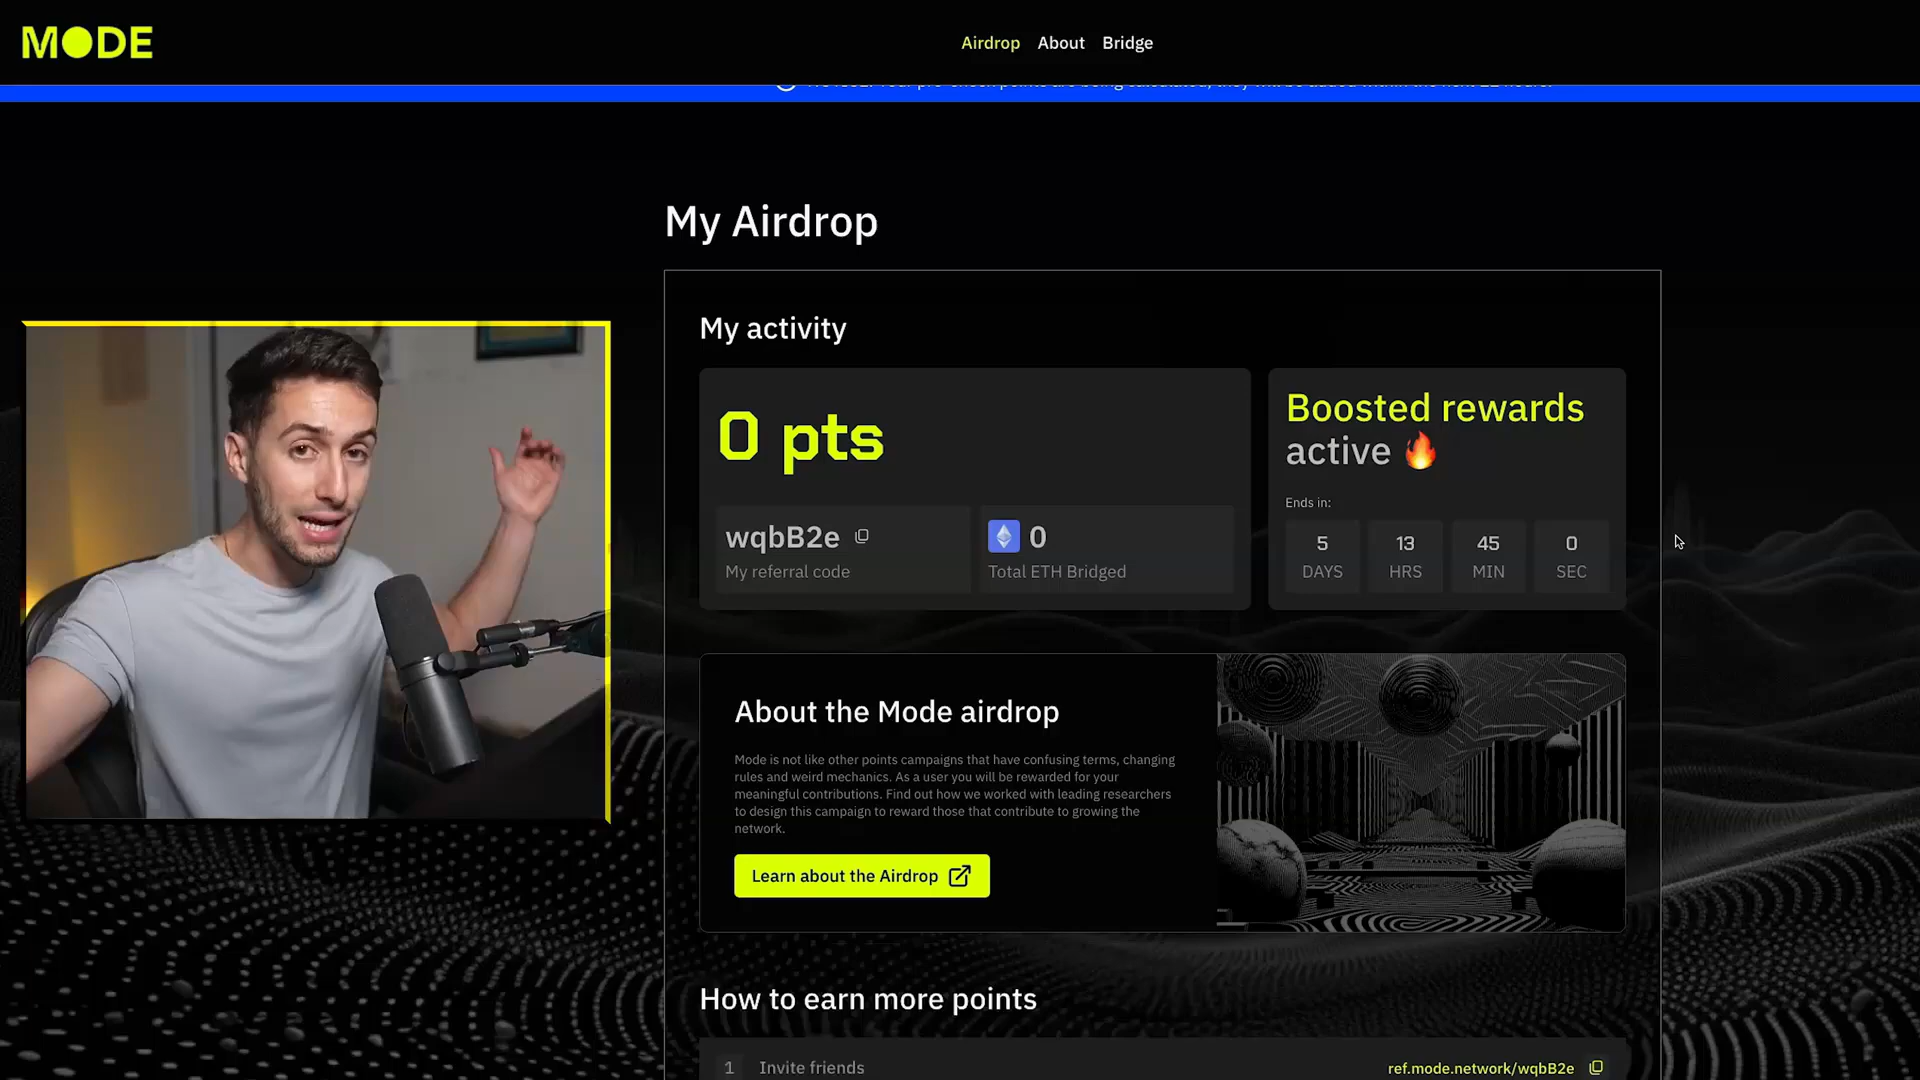 MODE
Airdrop About Bridge
My Airdrop
My activity
0 pts
wqbB2e
My referral code
0
Total ETH Bridged
Boosted rewards
active 🔥
Ends in:
5 13 45 0
DAYS HRS MIN SEC
About the Mode airdrop
Mode is not like other points campaigns that have confusing terms, changing
rules and weird mechanics. As a user you will be rewarded for your
meaningful contributions. Find out how we worked with leading researchers
to design this campaign to reward those that contribute to growing the
network.
Learn about the Airdrop
How to earn more points
1 Invite friends ref.mode.network/wqbB2e